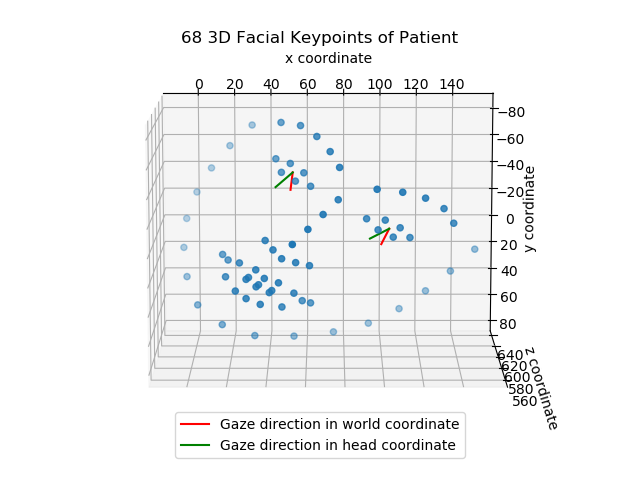 68 3D Facial Keypoints of Patient
x coordinate
0 20 40 60 80 100 120 140
−80
−60
−40
−20
0
20
40
60
80
y coordinate
640
620
600
580
560
z coordinate
Gaze direction in world coordinate
Gaze direction in head coordinate